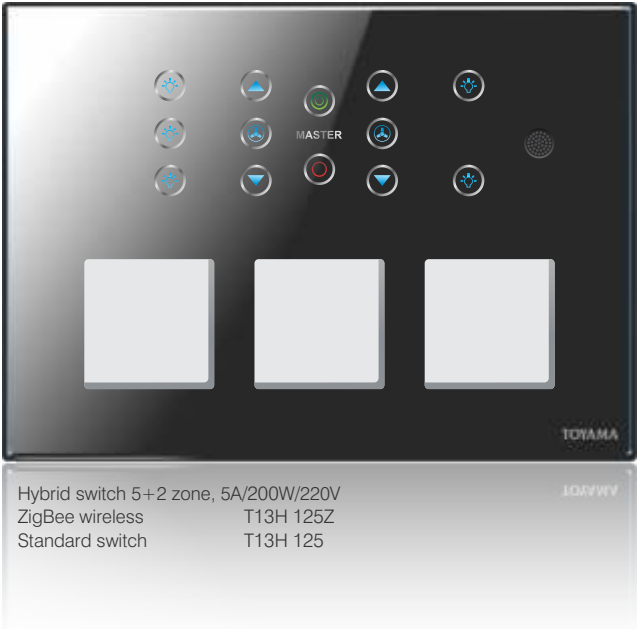 MASTER
TOYAMA
Hybrid switch 5+2 zone, 5A/200W/220V
ZigBee wireless T13H 125Z
Standard switch T13H 125